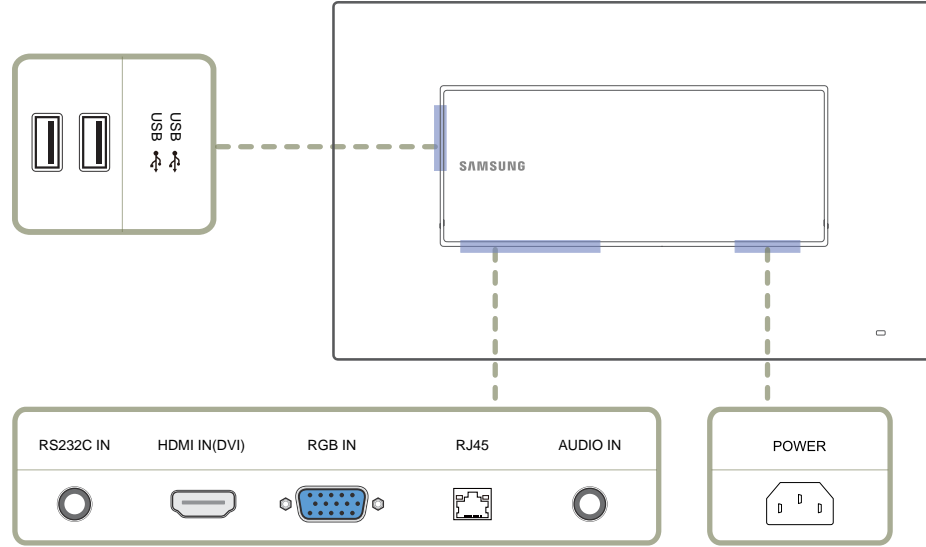 USB
USB
SAMSUNG
RS232C IN
HDMI IN(DVI)
RGB IN
RJ45
AUDIO IN
POWER